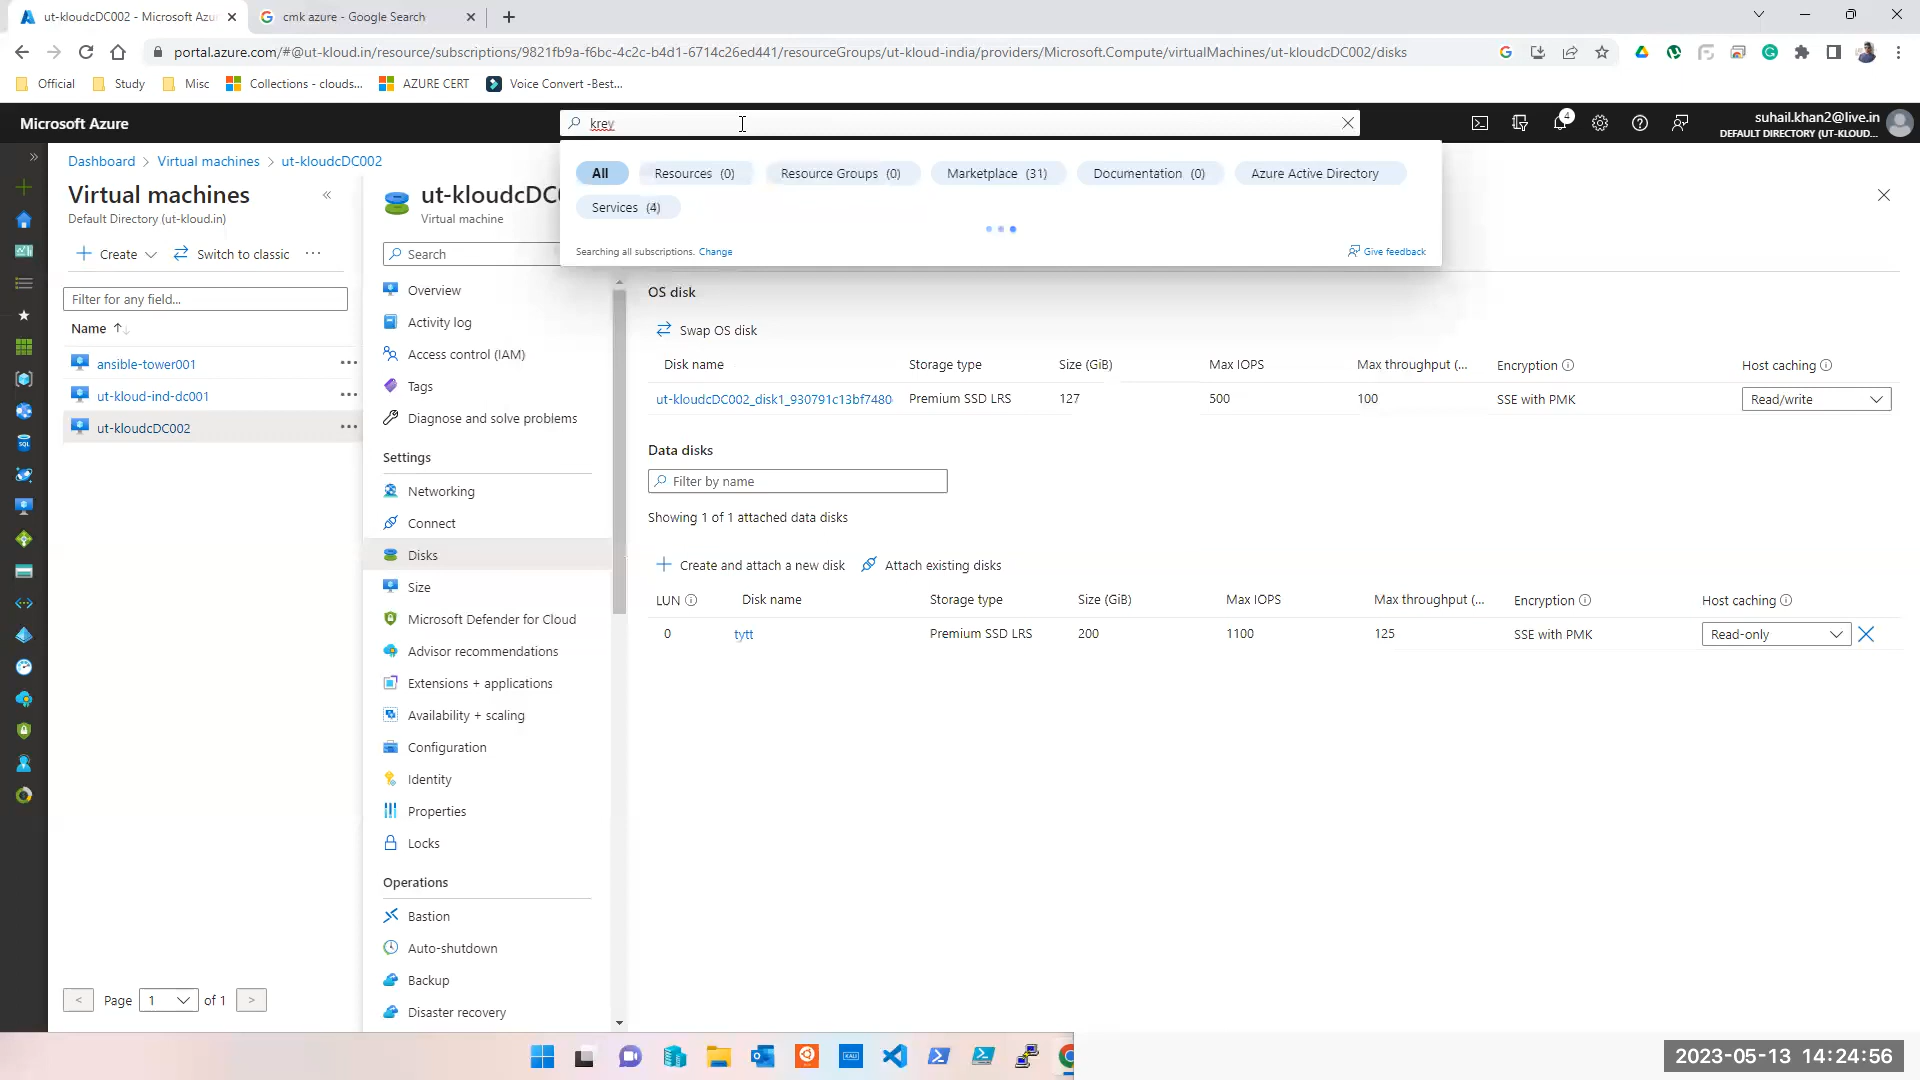 ut-kloudcDC002 - Microsoft Azu
cmk azure - Google Search
portal.azure.com/#@ut-kloud.in/resource/subscriptions/9821fb9a-f6bc-4c2c-b4d1-6714c26ed441/resourceGroups/ut-kloud-india/providers/Microsoft.Compute/virtualMachines/ut-kloudcDC002/disks
Official Study Misc Collections - clouds... AZURE CERT Voice Convert -Best...
Microsoft Azure
krey
4
suhail.khan2@live.in
DEFAULT DIRECTORY (UT-KLOUD....
Dashboard > Virtual machines > ut-kloudcDC002
All Resources (0) Resource Groups (0) Marketplace (31) Documentation (0) Azure Active Directory
Services (4)
Searching all subscriptions. Change
Give feedback
Virtual machines «
Default Directory (ut-kloud.in)
+ Create Switch to classic ...
Filter for any field...
Name ↑↓
ansible-tower001 ...
ut-kloud-ind-dc001 ...
ut-kloudcDC002 ...
< Page 1 of 1 >
ut-kloudcDC
Virtual machine
Search
Overview
Activity log
Access control (IAM)
Tags
Diagnose and solve problems
Settings
Networking
Connect
Disks
Size
Microsoft Defender for Cloud
Advisor recommendations
Extensions + applications
Availability + scaling
Configuration
Identity
Properties
Locks
Operations
Bastion
Auto-shutdown
Backup
Disaster recovery
OS disk
Swap OS disk
Disk name Storage type Size (GiB) Max IOPS Max throughput (... Encryption Host caching
ut-kloudcDC002_disk1_930791c13bf7480 Premium SSD LRS 127 500 100 SSE with PMK Read/write
Data disks
Filter by name
Showing 1 of 1 attached data disks
+ Create and attach a new disk Attach existing disks
LUN Disk name Storage type Size (GiB) Max IOPS Max throughput (... Encryption Host caching
0 tytt Premium SSD LRS 200 1100 125 SSE with PMK Read-only
2023-05-13 14:24:56